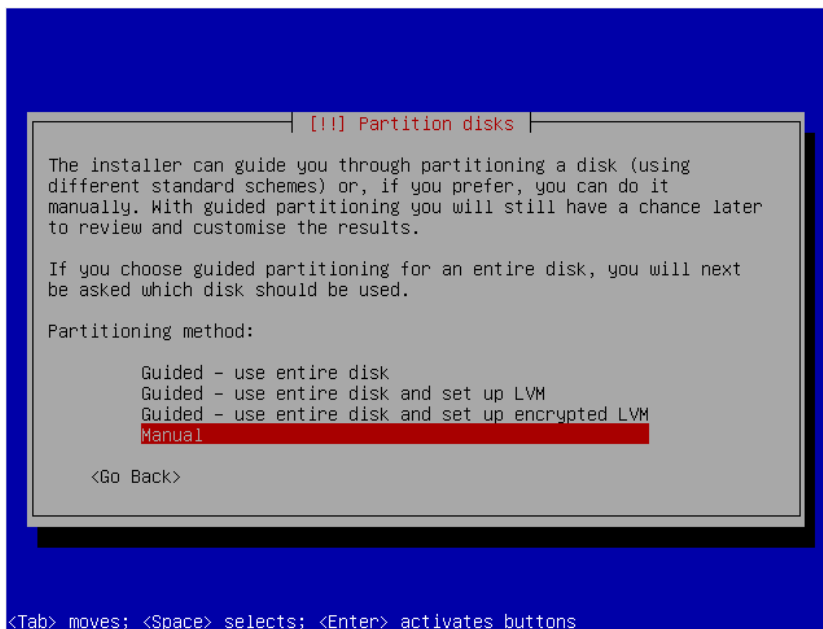 [!!] Partition disks
The installer can guide you through partitioning a disk (using
different standard schemes) or, if you prefer, you can do it
manually. With guided partitioning you will still have a chance later
to review and customise the results.
If you choose guided partitioning for an entire disk, you will next
be asked which disk should be used.
Partitioning method:
Guided – use entire disk
Guided – use entire disk and set up LVM
Guided – use entire disk and set up encrypted LVM
Manual
<Go Back>
<Tab> moves; <Space> selects; <Enter> activates buttons